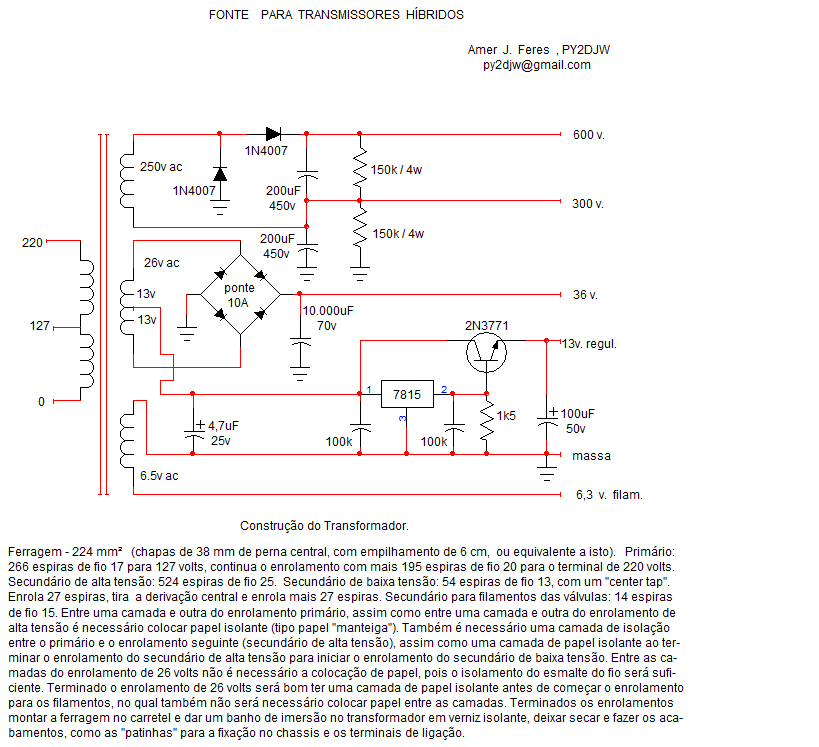 FONTE PARA TRANSMISSORES HÍBRIDOS
Amer J. Feres , PY2DJW
py2djw@gmail.com
600 v.
1N4007
250v ac
150k / 4w
1N4007
200uF
450v
300 v.
150k / 4w
200uF
450v
220
26v ac
ponte
10A
13v
36 v.
10.000uF
70v
13v
127
2N3771
13v. regul.
1
7815
2
3
0
1k5
100uF
50v
4,7uF
25v
100k
100k
massa
6.5v ac
6,3 v. filam.
Construção do Transformador.
Ferragem - 224 mm² (chapas de 38 mm de perna central, com empilhamento de 6 cm, ou equivalente a isto). Primário:
266 espiras de fio 17 para 127 volts, continua o enrolamento com mais 195 espiras de fio 20 para o terminal de 220 volts.
Secundário de alta tensão: 524 espiras de fio 25. Secundário de baixa tensão: 54 espiras de fio 13, com um "center tap".
Enrola 27 espiras, tira a derivação central e enrola mais 27 espiras. Secundário para filamentos das válvulas: 14 espiras
de fio 15. Entre uma camada e outra do enrolamento primário, assim como entre uma camada e outra do enrolamento de
alta tensão é necessário colocar papel isolante (tipo papel "manteiga"). Também é necessário uma camada de isolação
entre o primário e o enrolamento seguinte (secundário de alta tensão), assim como uma camada de papel isolante ao ter-
minar o enrolamento do secundário de alta tensão para iniciar o enrolamento do secundário de baixa tensão. Entre as ca-
madas do enrolamento de 26 volts não é necessário a colocação de papel, pois o isolamento do esmalte do fio será sufi-
ciente. Terminado o enrolamento de 26 volts será bom ter uma camada de papel isolante antes de começar o enrolamento
para os filamentos, no qual também não será necessário colocar papel entre as camadas. Terminados os enrolamentos
montar a ferragem no carretel e dar um banho de imersão no transformador em verniz isolante, deixar secar e fazer os aca-
bamentos, como as "patinhas" para a fixação no chassis e os terminais de ligação.